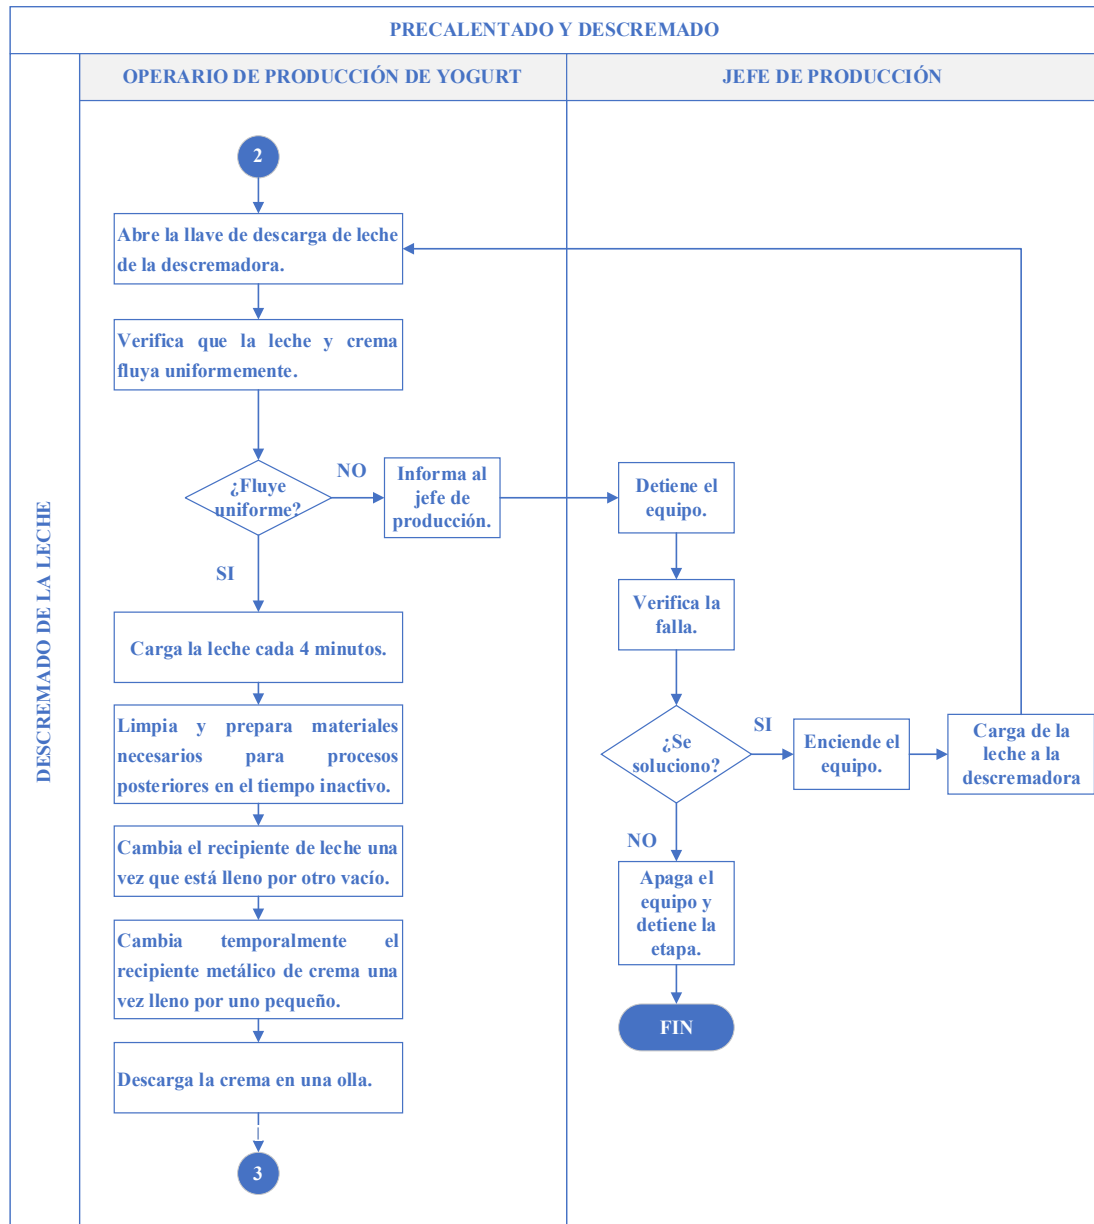 PRECALENTADO Y DESCREMADO
OPERARIO DE PRODUCCIÓN DE YOGURT
JEFE DE PRODUCCIÓN
DESCREMADO DE LA LECHE
2
Abre la llave de descarga de leche
de la descremadora.
Verifica que la leche y crema
fluya uniformemente.
¿Fluye
uniforme?
NO
Informa al
jefe de
producción.
SI
Carga la leche cada 4 minutos.
Limpia y prepara materiales
necesarios para procesos
posteriores en el tiempo inactivo.
Cambia el recipiente de leche una
vez que está lleno por otro vacío.
Cambia temporalmente el
recipiente metálico de crema una
vez lleno por uno pequeño.
Descarga la crema en una olla.
3
Detiene el
equipo.
Verifica la
falla.
¿Se
soluciono?
SI
Enciende el
equipo.
Carga de la
leche a la
descremadora
NO
Apaga el
equipo y
detiene la
etapa.
FIN